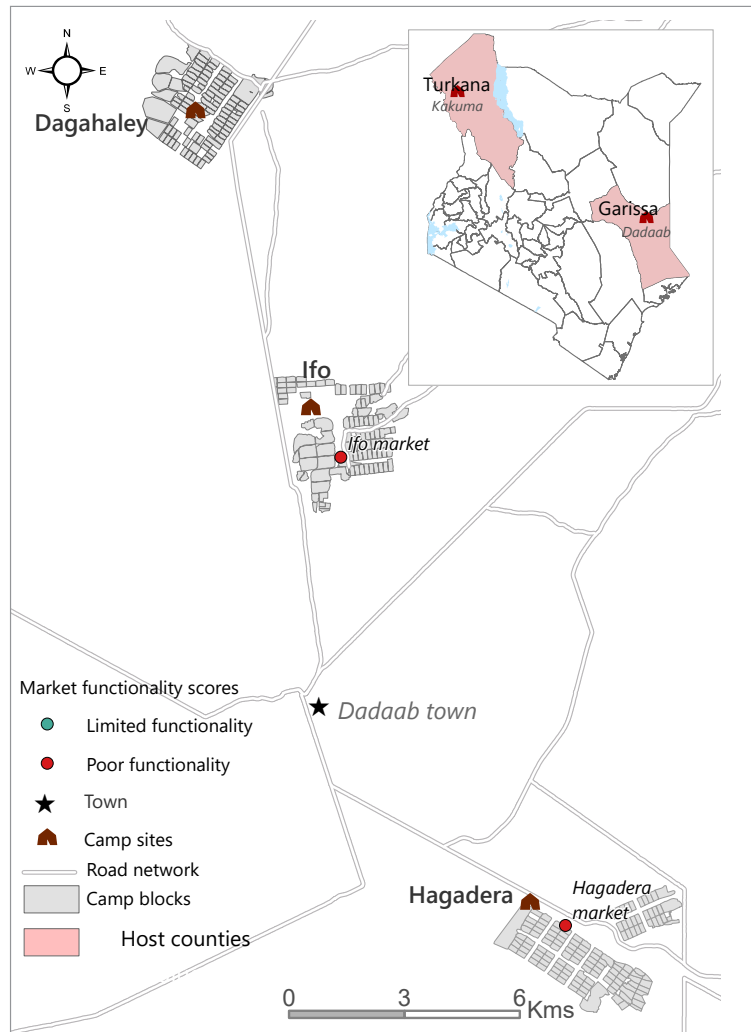 N
W
E
S
Dagahaley
Turkana
Kakuma
Garissa
Dadaab
Ifo
Ifo market
Market functionality scores
Limited functionality
Poor functionality
Town
Camp sites
Road network
Camp blocks
Host counties
Dadaab town
Hagadera
Hagadera
market
0
3
6
Kms